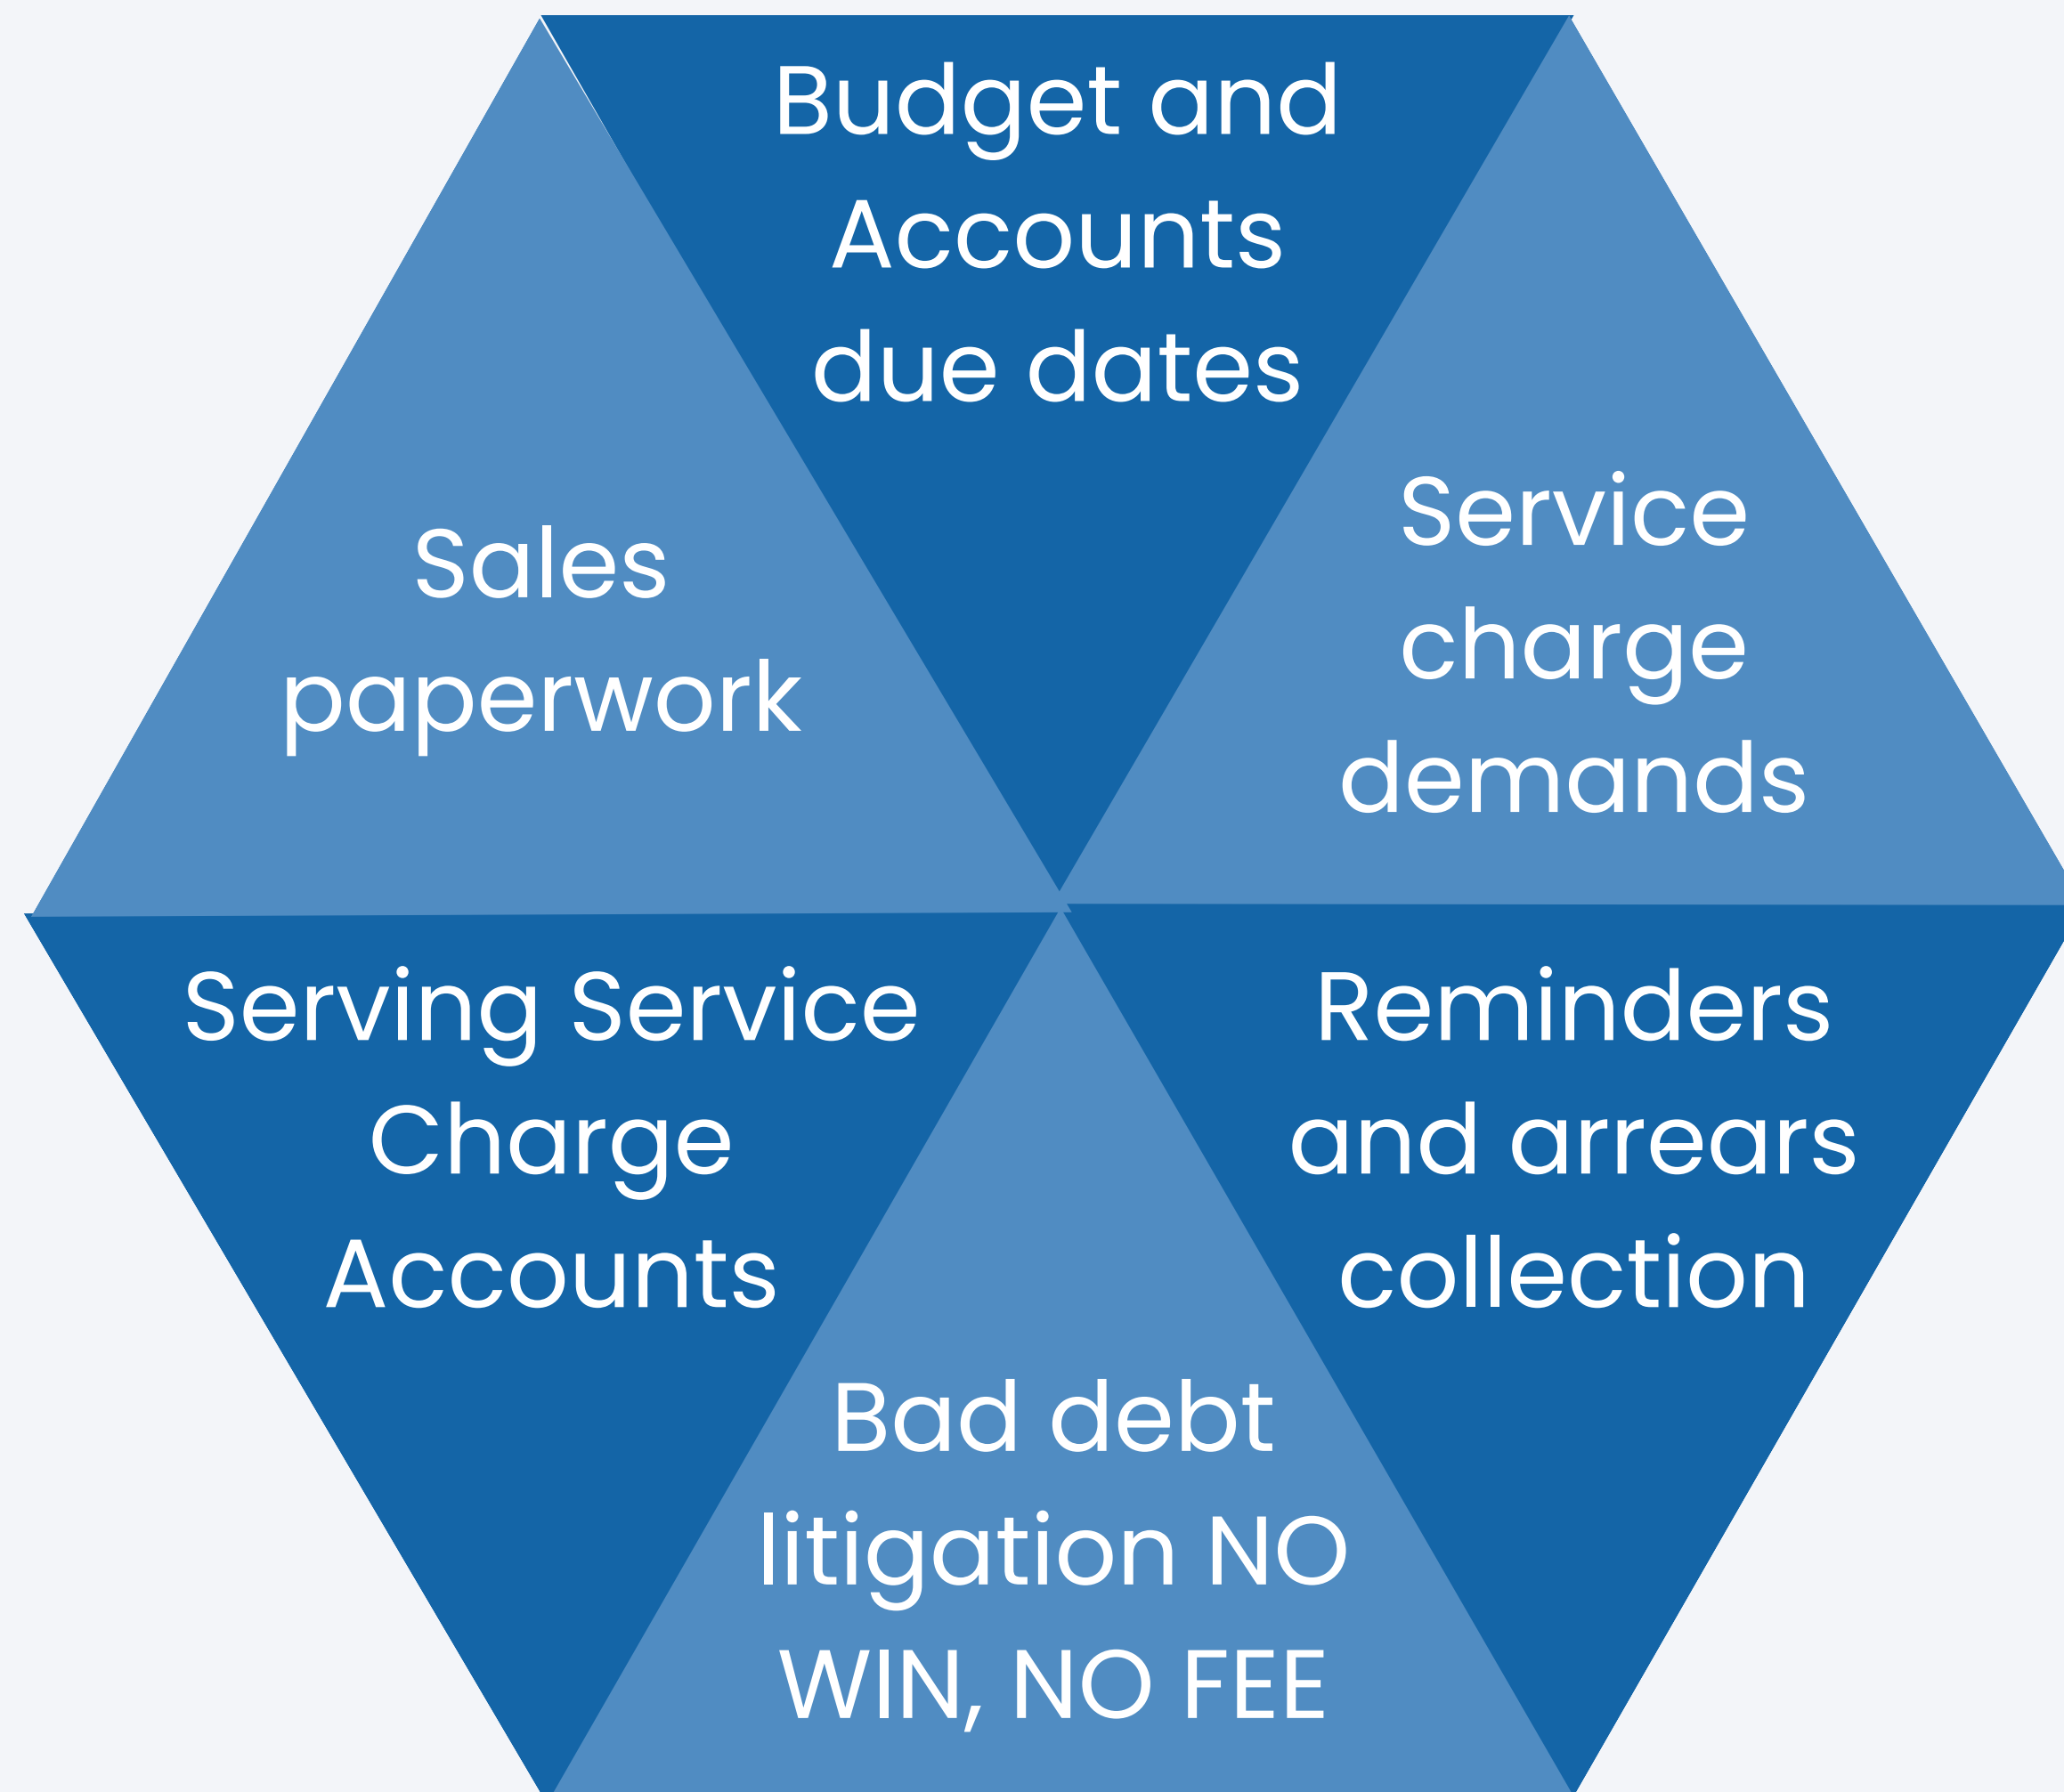 Budget and
Accounts
due dates
Sales
paperwork
Service
charge
demands
Serving Service
Charge
Accounts
Reminders
and arrears
collection
Bad debt
litigation NO
WIN, NO FEE